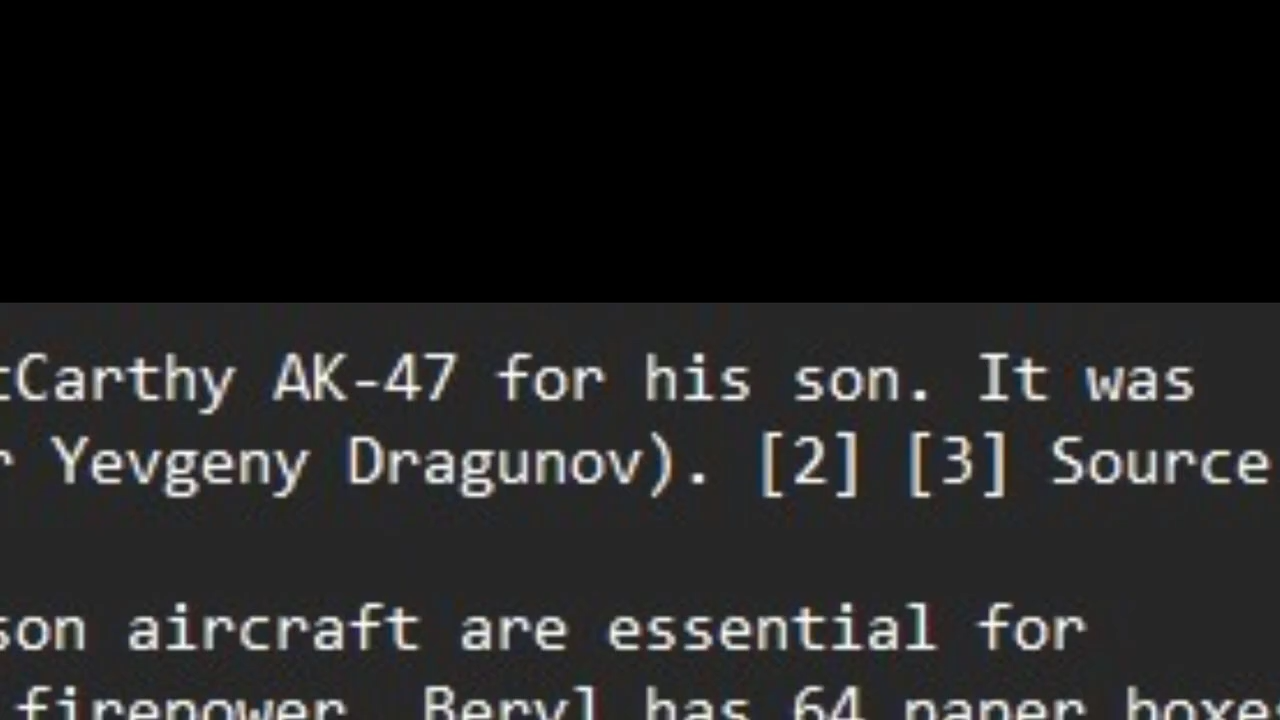 Carthy AK-47 for his son. It was
Yevgeny Dragunov). [2] [3] Source
son aircraft are essential for
firepower. Beryl has 64 paper boxes